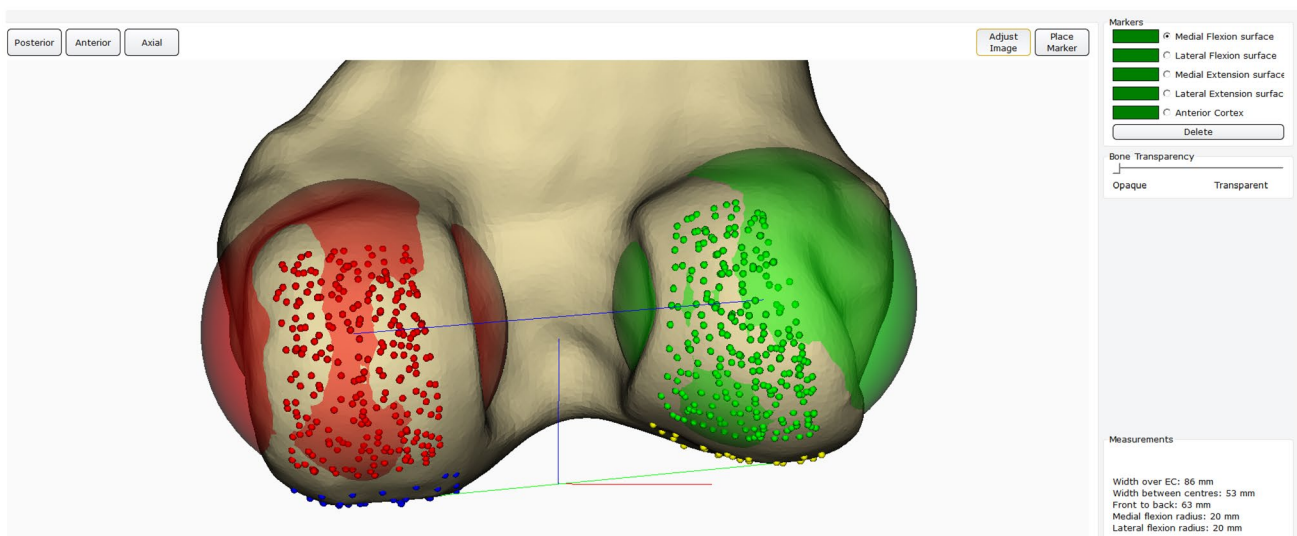 Posterior
Anterior
Axial
Adjust
Image
Place
Marker
Markers
Medial Flexion surface
Lateral Flexion surface
Medial Extension surface
Lateral Extension surfac
Anterior Cortex
Delete
Bone Transparency
Opaque Transparent
Measurements
Width over EC: 86 mm
Width between centres: 53 mm
Front to back: 63 mm
Medial flexion radius: 20 mm
Lateral flexion radius: 20 mm